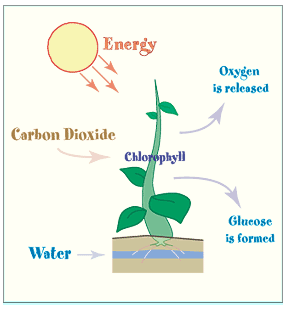 Energy
Oxygen
is released
Carbon Dioxide
Chlorophyll
Glucose
is formed
Water